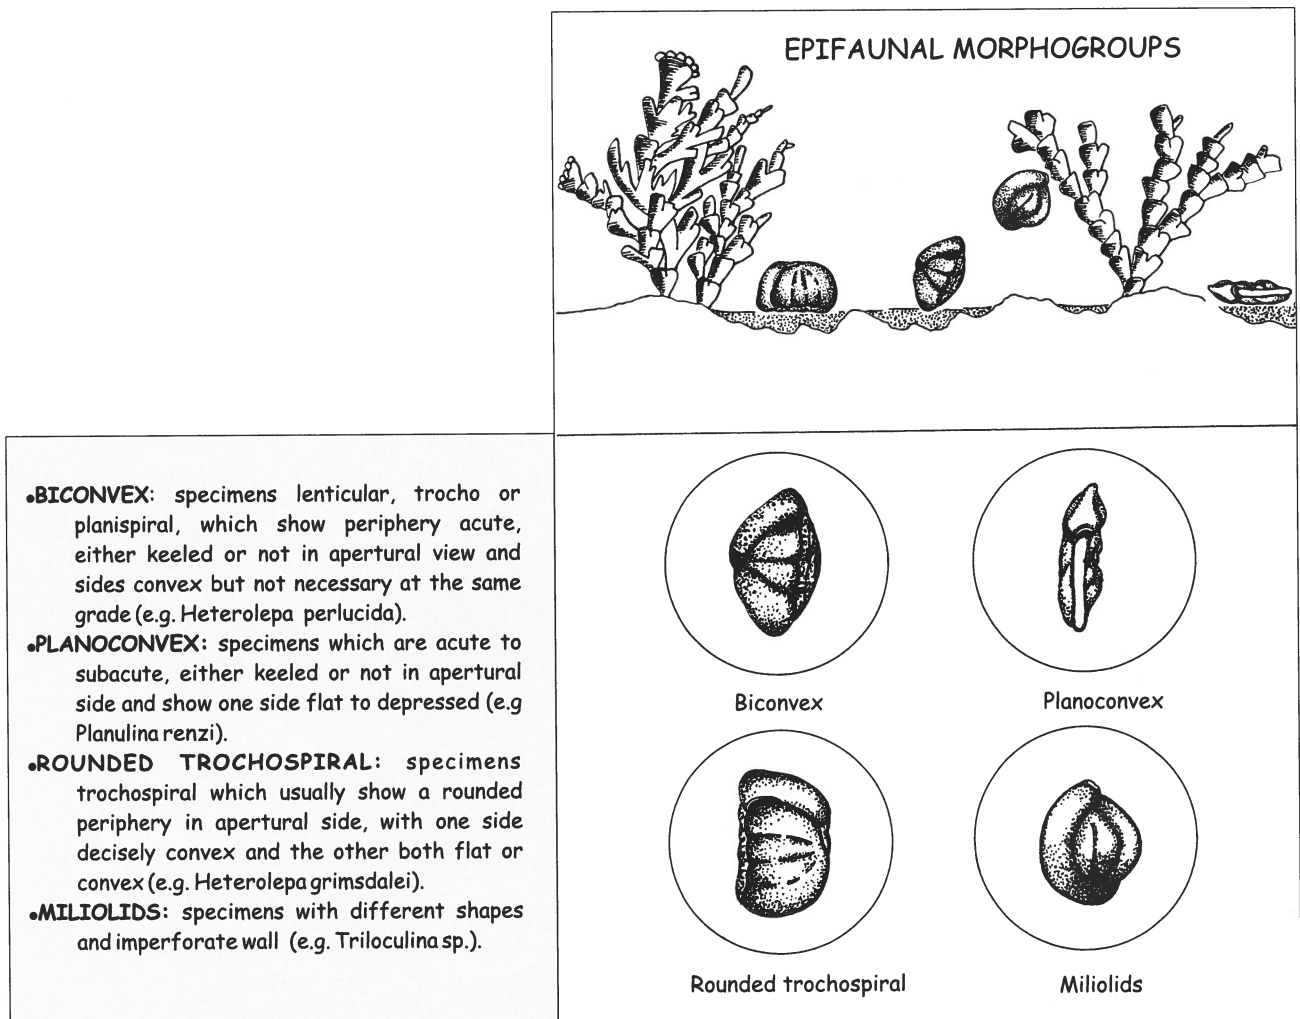 EPIFAUNAL MORPHOGROUPS
•BICONVEX: specimens lenticular, trocho or
planispiral, which show periphery acute,
either keeled or not in apertural view and
sides convex but not necessary at the same
grade (e.g. Heterolepa perlucida).
•PLANOCONVEX: specimens which are acute to
subacute, either keeled or not in apertural
side and show one side flat to depressed (e.g
Planulina renzi).
•ROUNDED TROCHOSPIRAL: specimens
trochospiral which usually show a rounded
periphery in apertural side, with one side
decisely convex and the other both flat or
convex (e.g. Heterolepa grimsdalei).
•MILIOLIDS: specimens with different shapes
and imperforate wall (e.g. Triloculina sp.).
Biconvex
Planoconvex
Rounded trochospiral
Miliolids